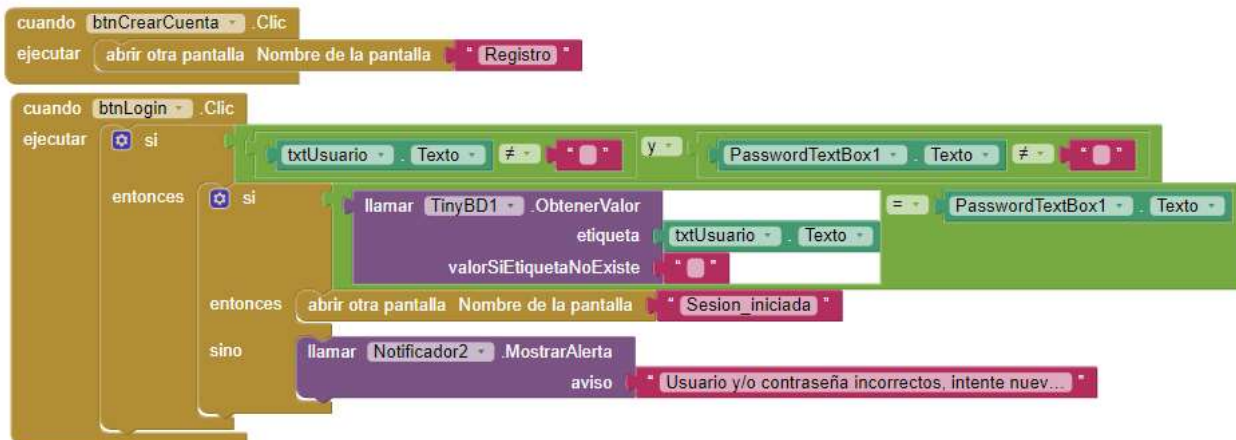 cuando btnCrearCuenta .Clic
ejecutar abrir otra pantalla Nombre de la pantalla " Registro "
cuando btnLogin .Clic
ejecutar si txtUsuario . Texto ≠ " " y PasswordTextBox1 . Texto ≠ " "
entonces si llamar TinyBD1 .ObtenerValor = PasswordTextBox1 . Texto
etiqueta txtUsuario . Texto
valorSiEtiquetaNoExiste " "
entonces abrir otra pantalla Nombre de la pantalla " Sesion_iniciada "
sino llamar Notificador2 .MostrarAlerta
aviso " Usuario y/o contraseña incorrectos, intente nuev... "